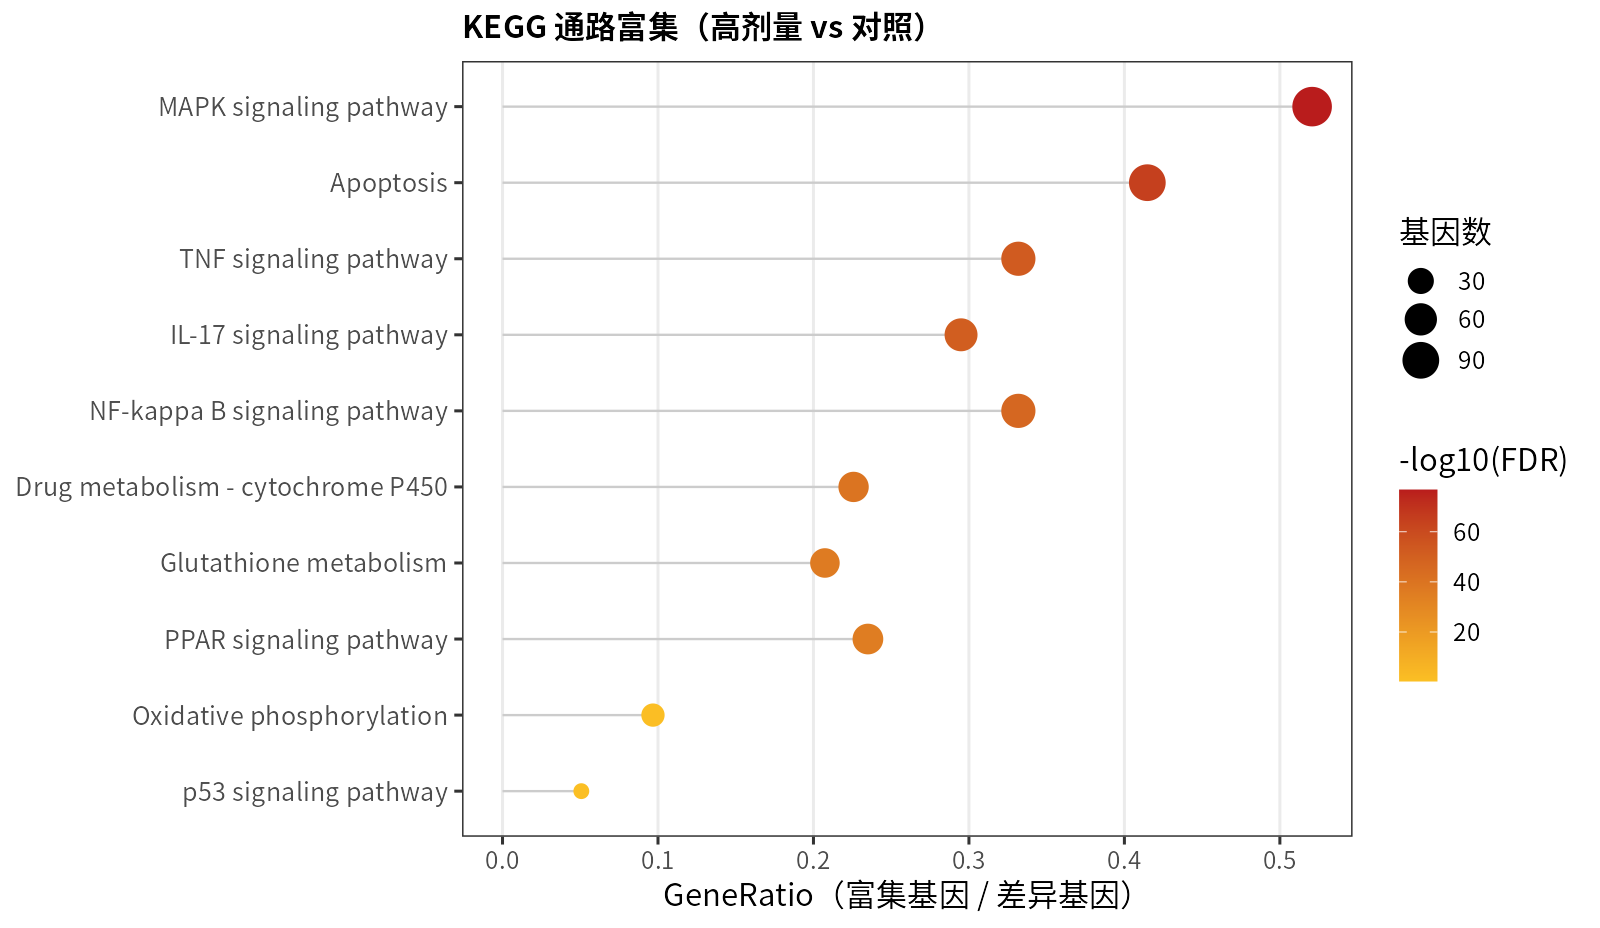 KEGG 通路富集（高剂量 vs 对照）
MAPK signaling pathway
Apoptosis
TNF signaling pathway
IL-17 signaling pathway
NF-kappa B signaling pathway
Drug metabolism - cytochrome P450
Glutathione metabolism
PPAR signaling pathway
Oxidative phosphorylation
p53 signaling pathway
0.0 0.1 0.2 0.3 0.4 0.5
GeneRatio（富集基因 / 差异基因）
基因数
30
60
90
-log10(FDR)
60
40
20